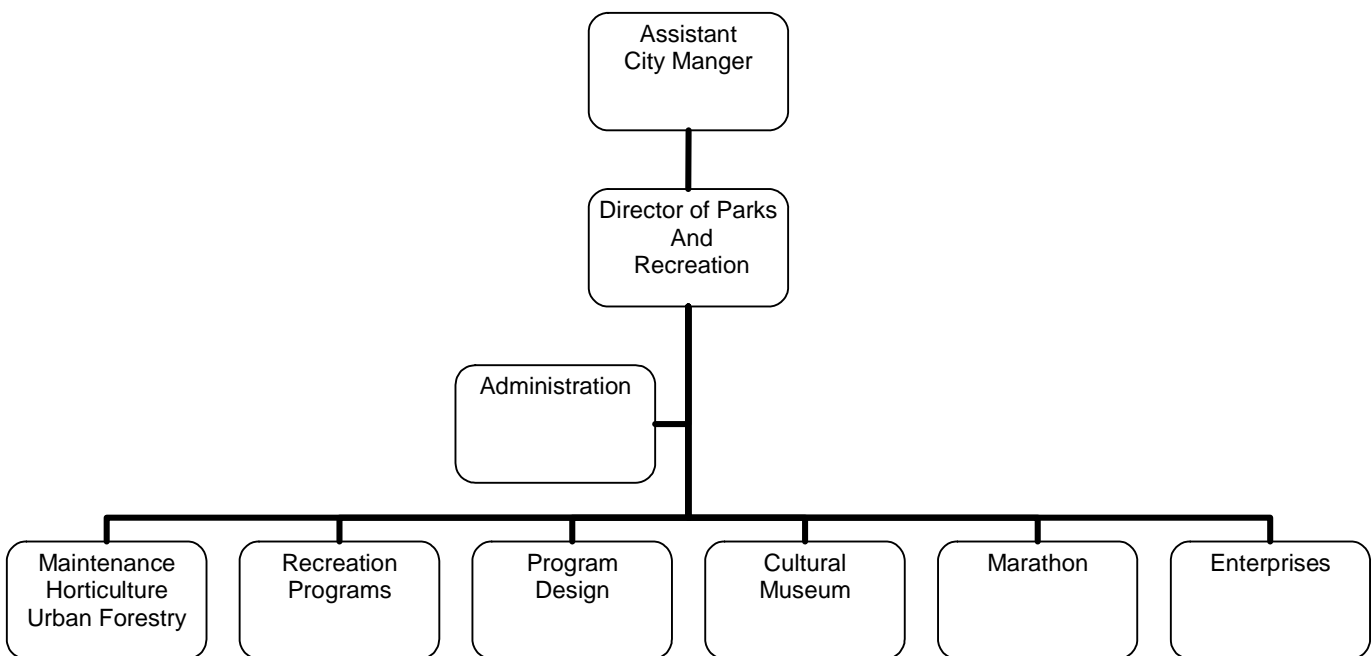 Assistant
City Manger
Director of Parks
And
Recreation
Administration
Maintenance
Horticulture
Urban Forestry
Recreation
Programs
Program
Design
Cultural
Museum
Marathon
Enterprises